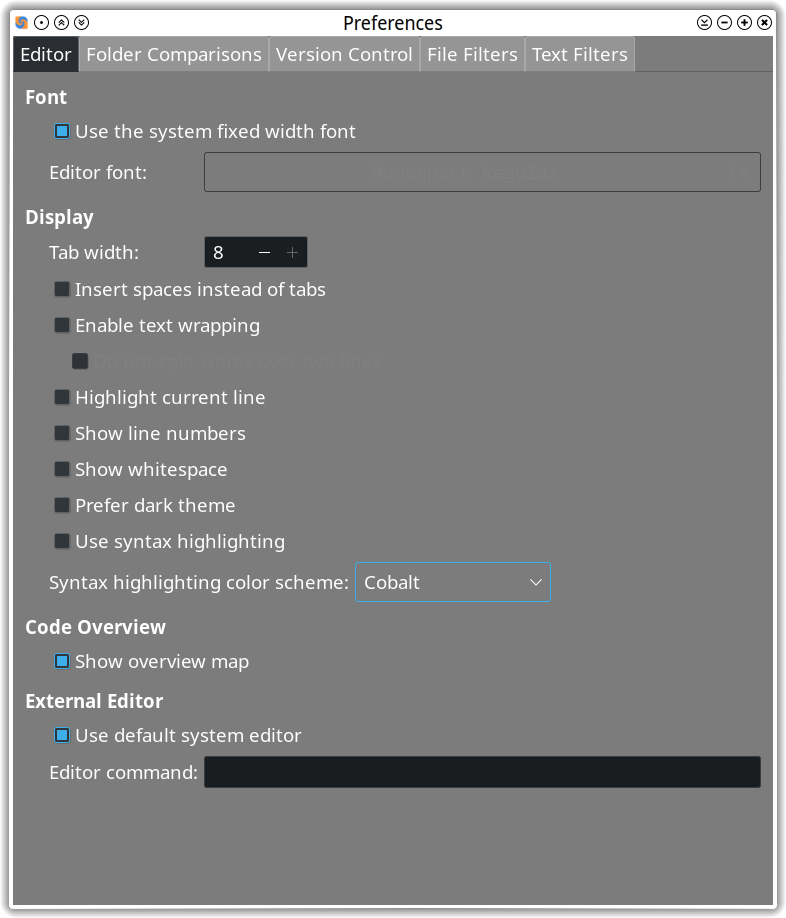 Preferences
Editor Folder Comparisons Version Control File Filters Text Filters
Font
Use the system fixed width font
Editor font:
Display
Tab width: 8
Insert spaces instead of tabs
Enable text wrapping
Highlight current line
Show line numbers
Show whitespace
Prefer dark theme
Use syntax highlighting
Syntax highlighting color scheme: Cobalt
Code Overview
Show overview map
External Editor
Use default system editor
Editor command: